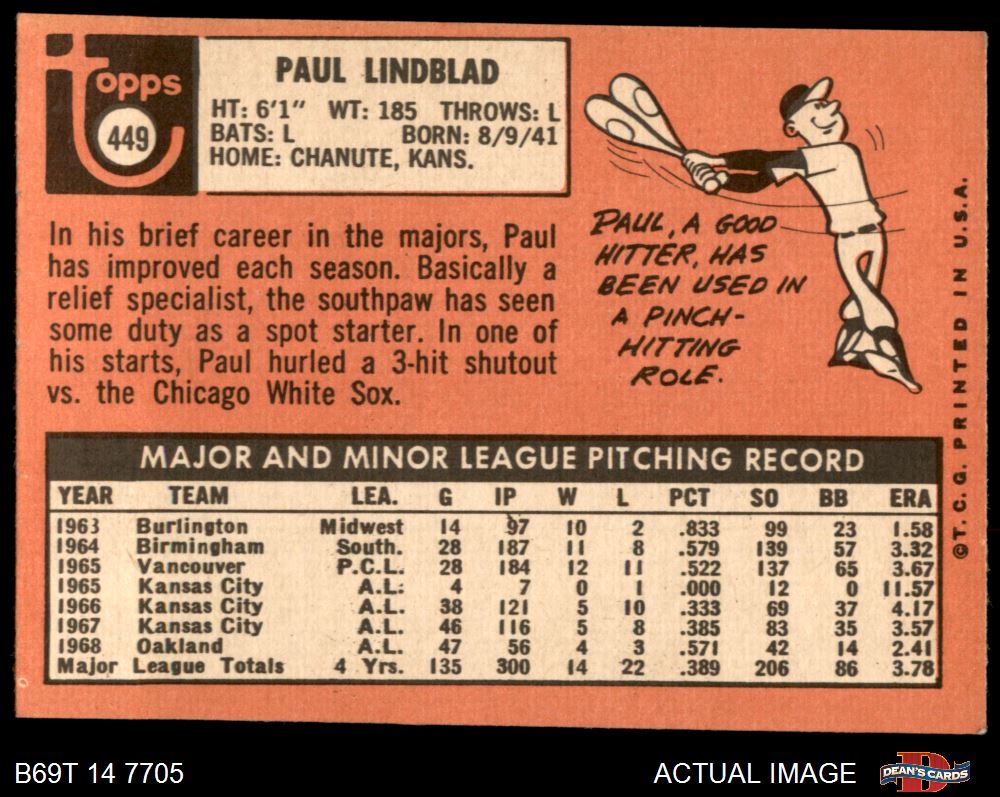 topps
449
PAUL LINDBLAD
HT: 6'1" WT: 185 THROWS: L
BATS: L BORN: 8/9/41
HOME: CHANUTE, KANS.
In his brief career in the majors, Paul
has improved each season. Basically a
relief specialist, the southpaw has seen
some duty as a spot starter. In one of
his starts, Paul hurled a 3-hit shutout
vs. the Chicago White Sox.
PAUL, A GOOD
HITTER, HAS
BEEN USED IN
A PINCH-
HITTING
ROLE.
©T.C.G. PRINTED IN U.S.A.
MAJOR AND MINOR LEAGUE PITCHING RECORD
YEAR TEAM LEA. G IP W L PCT SO BB ERA
1963 Burlington Midwest 14 97 10 2 .833 99 23 1.58
1964 Birmingham South. 28 187 11 8 .579 139 57 3.32
1965 Vancouver P.C.L. 28 184 12 11 .522 137 65 3.67
1965 Kansas City A.L. 4 7 0 1 .000 12 0 11.57
1966 Kansas City A.L. 38 121 5 10 .333 69 37 4.17
1967 Kansas City A.L. 46 116 5 8 .385 83 35 3.57
1968 Oakland A.L. 47 56 4 3 .571 42 14 2.41
Major League Totals 4 Yrs. 135 300 14 22 .389 206 86 3.78
B69T 14 7705
ACTUAL IMAGE
DEAN'S CARDS